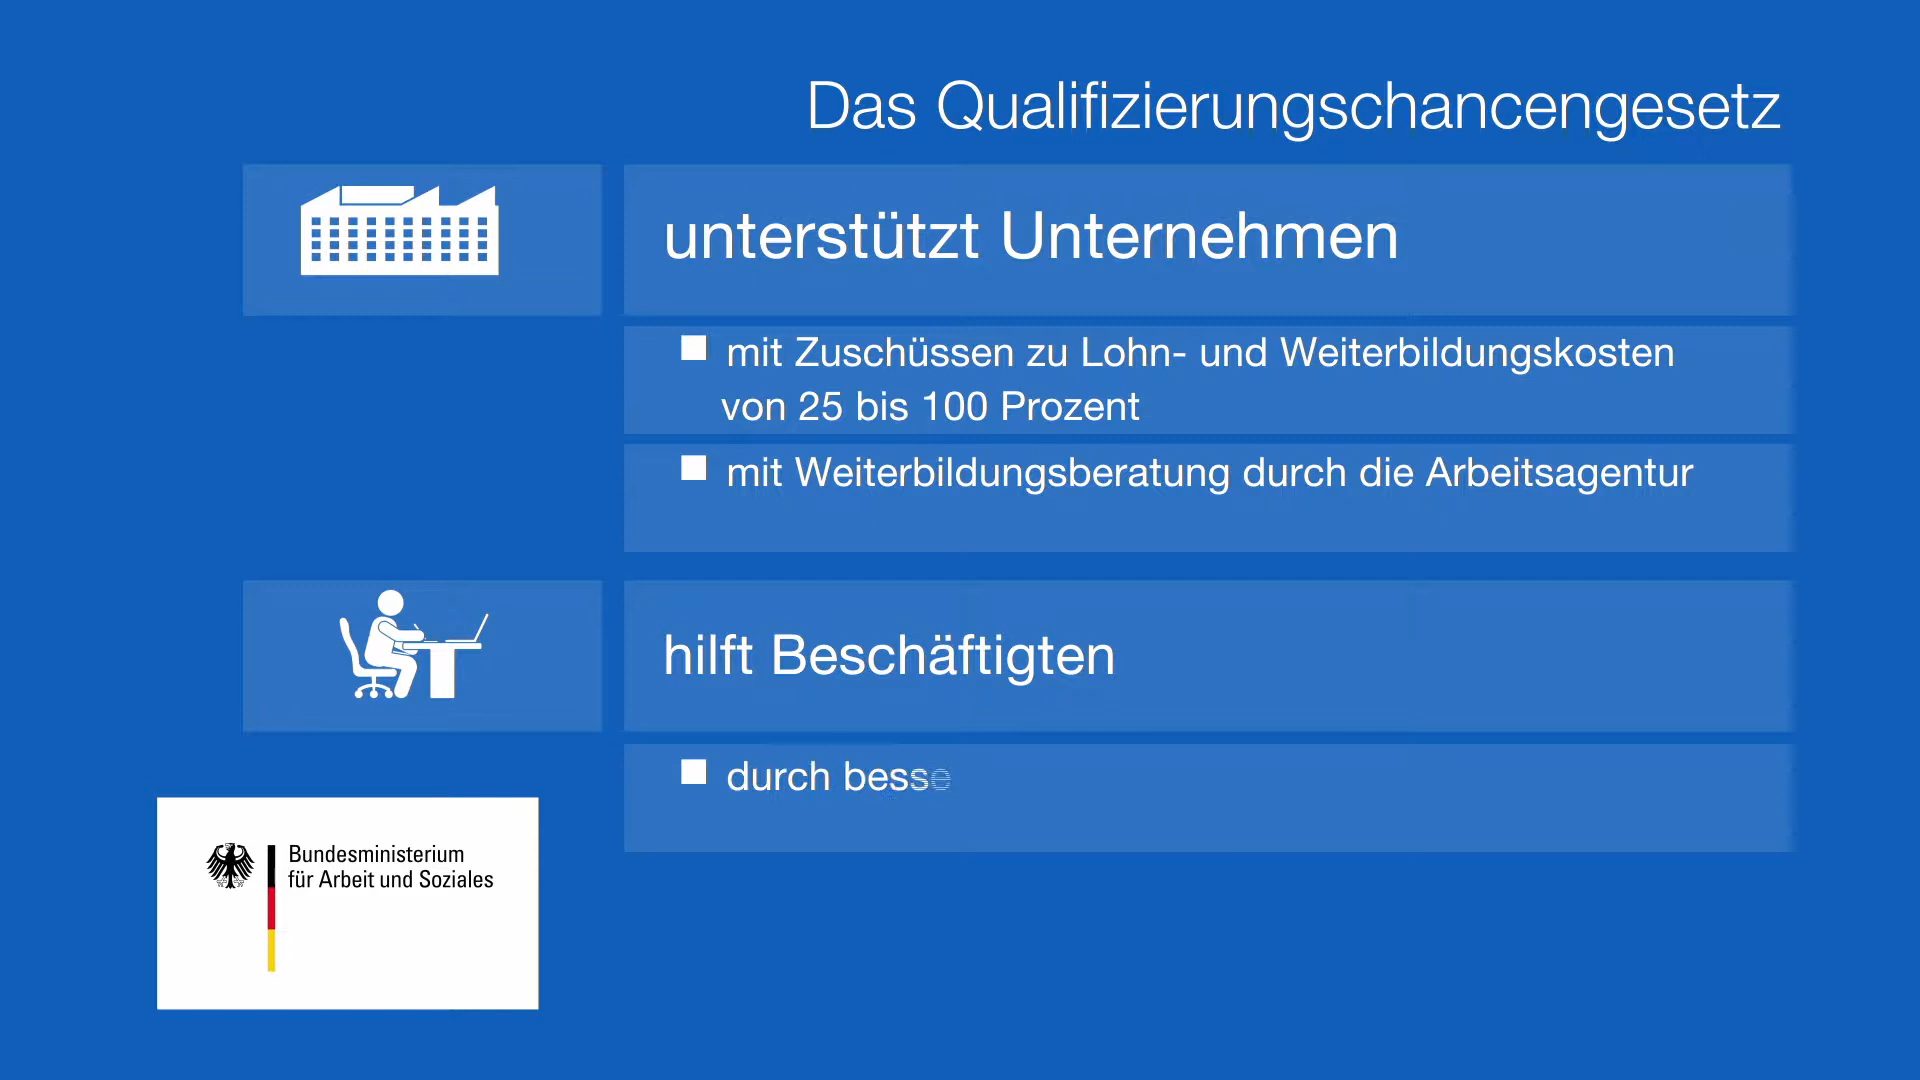 Das Qualifizierungschancengesetz
unterstützt Unternehmen
mit Zuschüssen zu Lohn- und Weiterbildungskosten
von 25 bis 100 Prozent
mit Weiterbildungsberatung durch die Arbeitsagentur
hilft Beschäftigten
durch besse
Bundesministerium
für Arbeit und Soziales